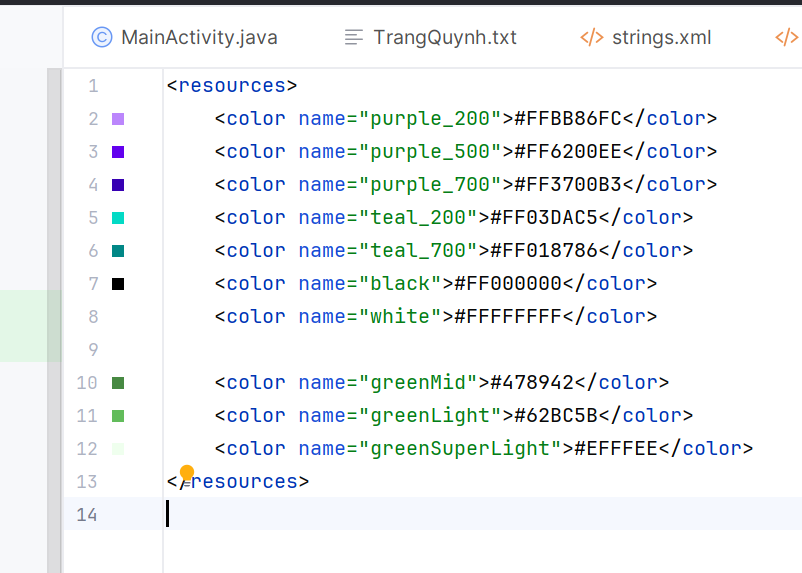 MainActivity.java TrangQuynh.txt strings.xml
1 <resources>
2 <color name="purple_200">#FFBB86FC</color>
3 <color name="purple_500">#FF6200EE</color>
4 <color name="purple_700">#FF3700B3</color>
5 <color name="teal_200">#FF03DAC5</color>
6 <color name="teal_700">#FF018786</color>
7 <color name="black">#FF000000</color>
8 <color name="white">#FFFFFFFF</color>
9
10 <color name="greenMid">#478942</color>
11 <color name="greenLight">#62BC5B</color>
12 <color name="greenSuperLight">#EFFFEE</color>
13 </resources>
14